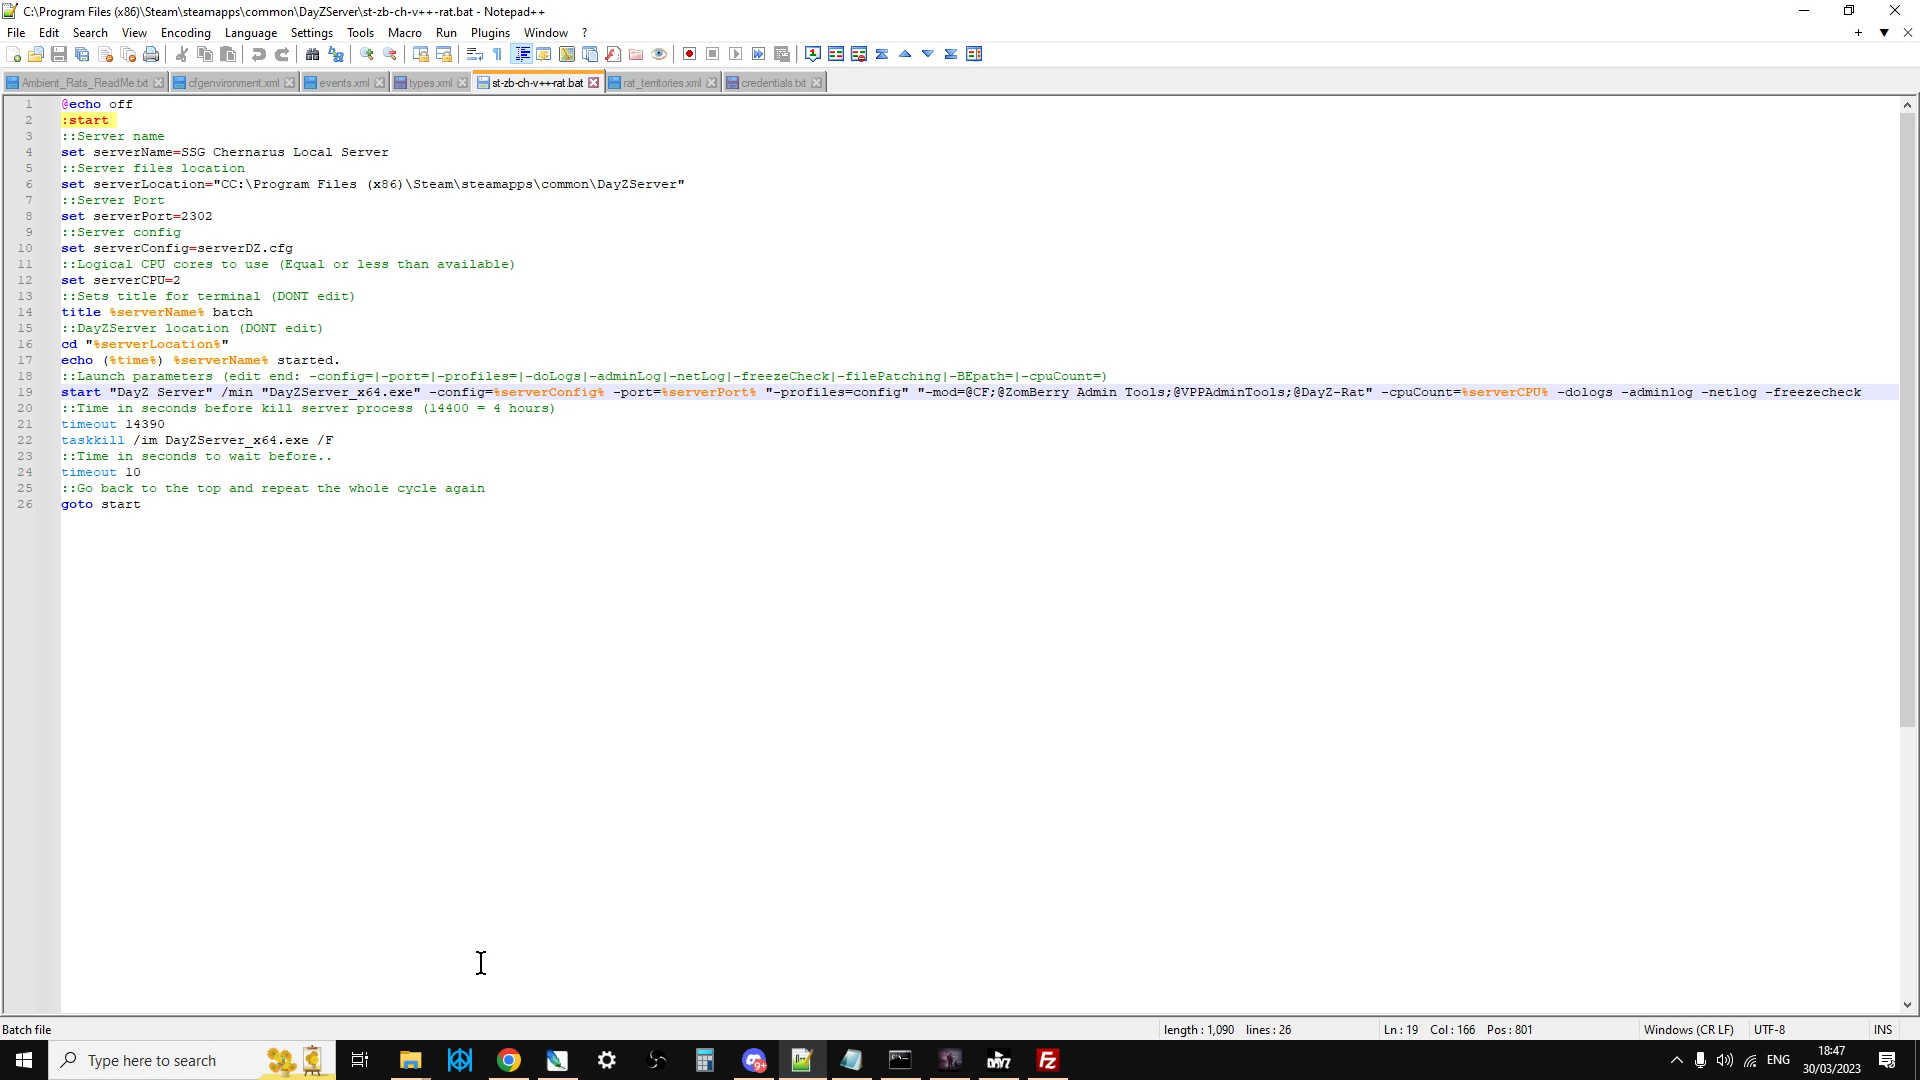 C:\Program Files (x86)\Steam\steamapps\common\DayZServer\st-zb-ch-v++-rat.bat - Notepad++
File Edit Search View Encoding Language Settings Tools Macro Run Plugins Window ?
Ambient_Rats_ReadMe.txt cfgenvironment.xml events.xml types.xml st-zb-ch-v++-rat.bat rat_territories.xml credentials.txt
1 @echo off
2 :start
3 ::Server name
4 set serverName=SSG Chernarus Local Server
5 ::Server files location
6 set serverLocation="CC:\Program Files (x86)\Steam\steamapps\common\DayZServer"
7 ::Server Port
8 set serverPort=2302
9 ::Server config
10 set serverConfig=serverDZ.cfg
11 ::Logical CPU cores to use (Equal or less than available)
12 set serverCPU=2
13 ::Sets title for terminal (DONT edit)
14 title %serverName% batch
15 ::DayZServer location (DONT edit)
16 cd "%serverLocation%"
17 echo (%time%) %serverName% started.
18 ::Launch parameters (edit end: -config=|-port=|-profiles=|-doLogs|-adminLog|-netLog|-freezeCheck|-filePatching|-BEpath=|-cpuCount=)
19 start "DayZ Server" /min "DayZServer_x64.exe" -config=%serverConfig% -port=%serverPort% "-profiles=config" "-mod=@CF;@ZomBerry Admin Tools;@VPPAdminTools;@DayZ-Rat" -cpuCount=%serverCPU% -dologs -adminlog -netlog -freezecheck
20 ::Time in seconds before kill server process (14400 = 4 hours)
21 timeout 14390
22 taskkill /im DayZServer_x64.exe /F
23 ::Time in seconds to wait before..
24 timeout 10
25 ::Go back to the top and repeat the whole cycle again
26 goto start
Batch file length : 1,090 lines : 26 Ln : 19 Col : 166 Pos : 801 Windows (CR LF) UTF-8 INS
Type here to search 9+ DAYZ FZ ENG 18:47
30/03/2023